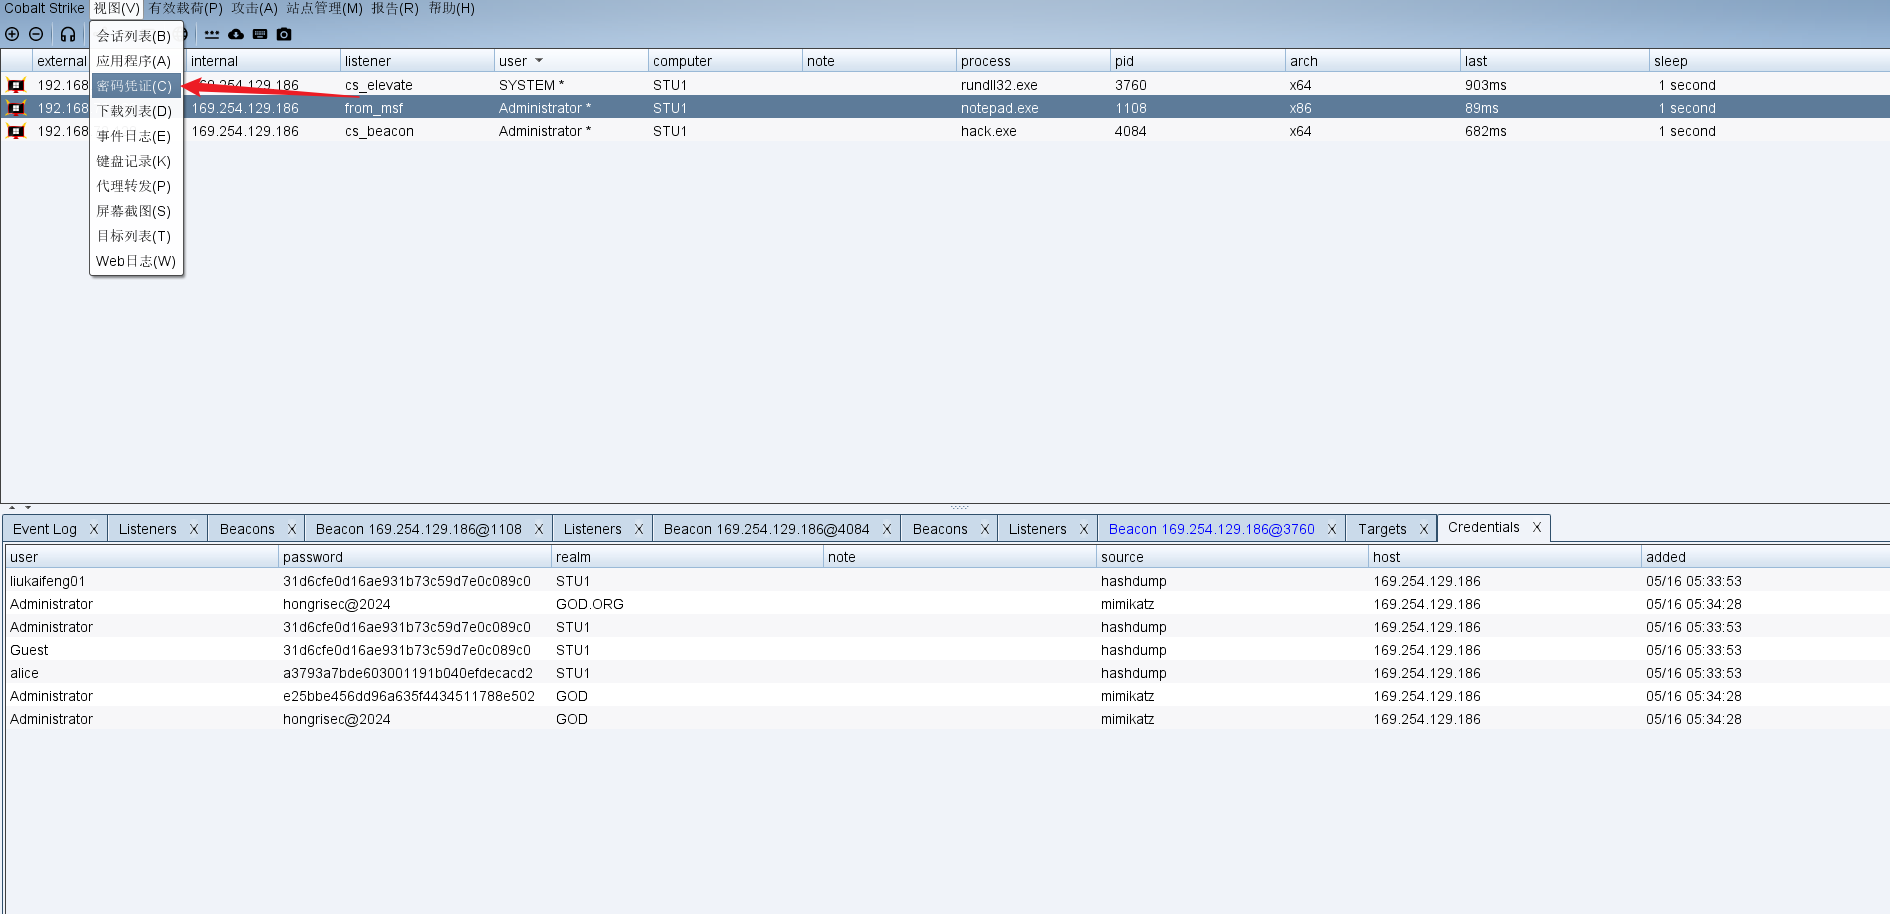 Cobalt Strike 视图(V) 有效载荷(P) 攻击(A) 站点管理(M) 报告(R) 帮助(H)
会话列表(B)
应用程序(A)
密码凭证(C)
下载列表(D)
事件日志(E)
键盘记录(K)
代理转发(P)
屏幕截图(S)
目标列表(T)
Web日志(W)
external internal listener user computer note process pid arch last sleep
192.168 169.254.129.186 cs_elevate SYSTEM * STU1 rundll32.exe 3760 x64 903ms 1 second
192.168 169.254.129.186 from_msf Administrator * STU1 notepad.exe 1108 x86 89ms 1 second
192.168 169.254.129.186 cs_beacon Administrator * STU1 hack.exe 4084 x64 682ms 1 second
Event Log X Listeners X Beacons X Beacon 169.254.129.186@1108 X Listeners X Beacon 169.254.129.186@4084 X Beacons X Listeners X Beacon 169.254.129.186@3760 X Targets X Credentials X
user password realm note source host added
liukaifeng01 31d6cfe0d16ae931b73c59d7e0c089c0 STU1 hashdump 169.254.129.186 05/16 05:33:53
Administrator hongrisec@2024 GOD.ORG mimikatz 169.254.129.186 05/16 05:34:28
Administrator 31d6cfe0d16ae931b73c59d7e0c089c0 STU1 hashdump 169.254.129.186 05/16 05:33:53
Guest 31d6cfe0d16ae931b73c59d7e0c089c0 STU1 hashdump 169.254.129.186 05/16 05:33:53
alice a3793a7bde603001191b040efdecacd2 STU1 hashdump 169.254.129.186 05/16 05:33:53
Administrator e25bbe456dd96a635f4434511788e502 GOD mimikatz 169.254.129.186 05/16 05:34:28
Administrator hongrisec@2024 GOD mimikatz 169.254.129.186 05/16 05:34:28